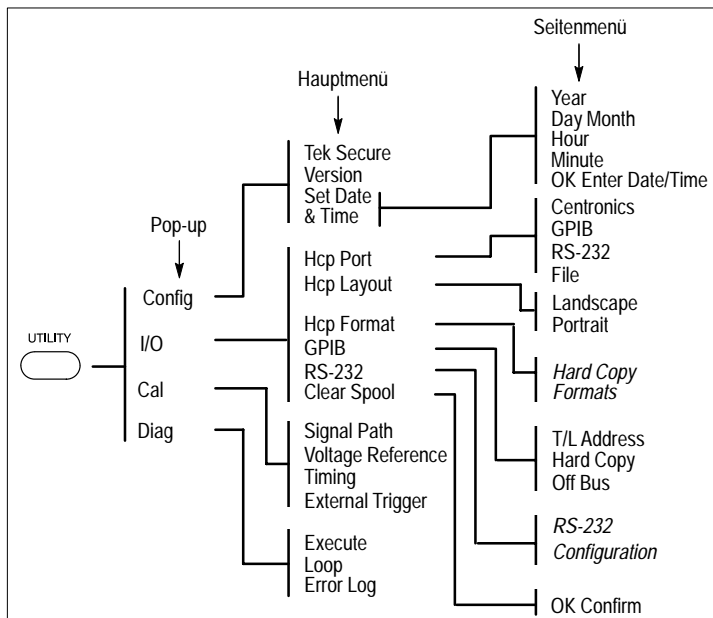 Seitenmenü
Hauptmenü
Pop-up
UTILITY
Config
I/O
Cal
Diag
Tek Secure
Version
Set Date
& Time
Hcp Port
Hcp Layout
Hcp Format
GPIB
RS-232
Clear Spool
Signal Path
Voltage Reference
Timing
External Trigger
Execute
Loop
Error Log
Year
Day Month
Hour
Minute
OK Enter Date/Time
Centronics
GPIB
RS-232
File
Landscape
Portrait
Hard Copy
Formats
T/L Address
Hard Copy
Off Bus
RS-232
Configuration
OK Confirm